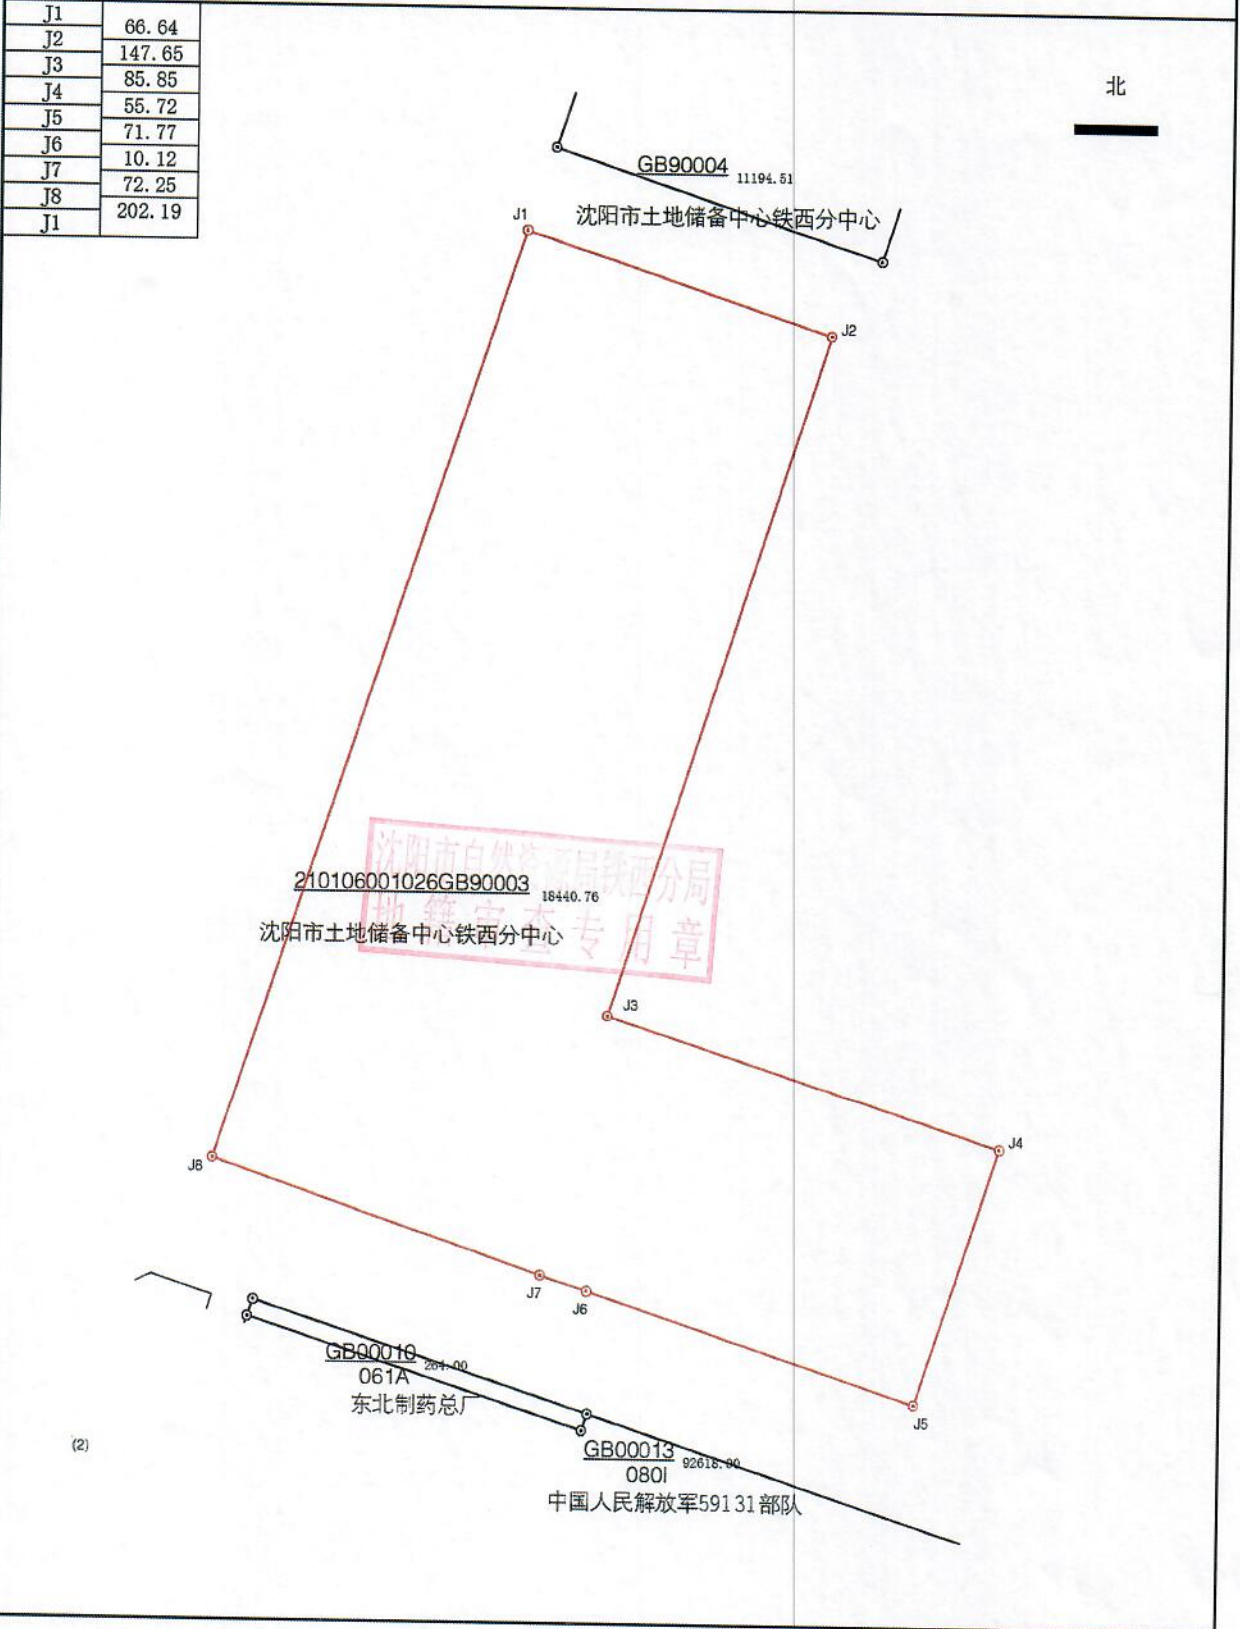 J1
66.64
J2
147.65
J3
85.85
J4
55.72
J5
71.77
J6
10.12
J7
72.25
J8
202.19
J1
北
GB90004 11194.51
沈阳市土地储备中心铁西分中心
J1
J2
沈阳市自然资源局铁西分局
210106001026GB90003 18440.76
地籍审查专用章
沈阳市土地储备中心铁西分中心
J3
J4
J8
J7
J6
J5
GB00010 264.00
061A
东北制药总厂
(2)
GB00013 92618.00
080I
中国人民解放军59131部队